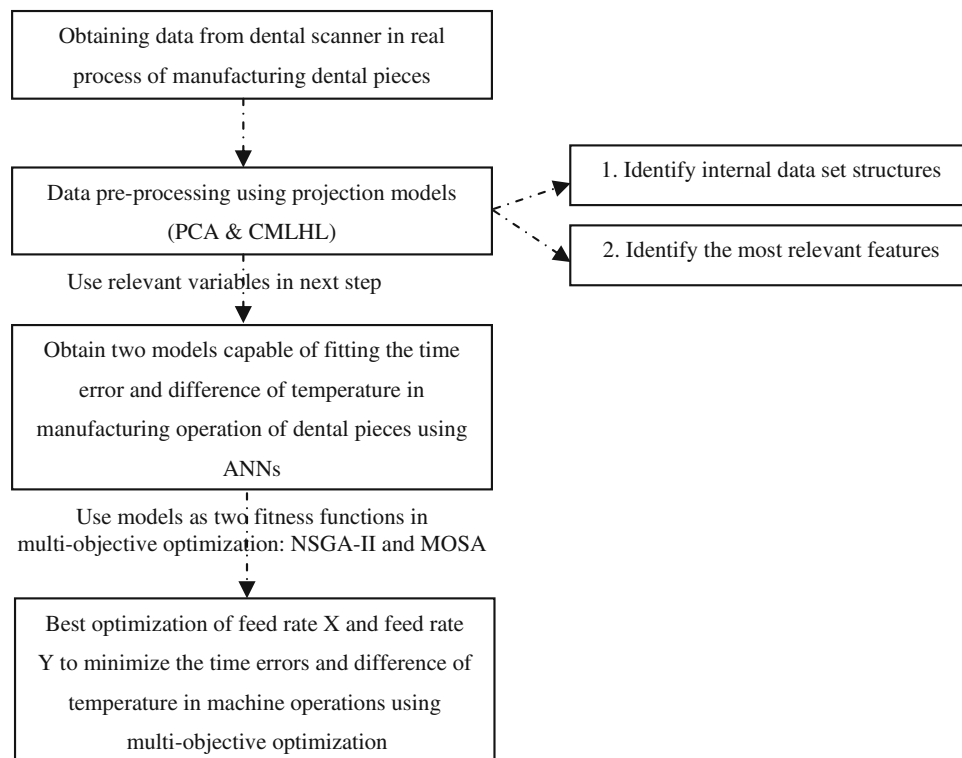 Obtaining data from dental scanner in real
process of manufacturing dental pieces
Data pre-processing using projection models
(PCA & CMLHL)
1. Identify internal data set structures
2. Identify the most relevant features
Use relevant variables in next step
Obtain two models capable of fitting the time
error and difference of temperature in
manufacturing operation of dental pieces using
ANNs
Use models as two fitness functions in
multi-objective optimization: NSGA-II and MOSA
Best optimization of feed rate X and feed rate
Y to minimize the time errors and difference of
temperature in machine operations using
multi-objective optimization